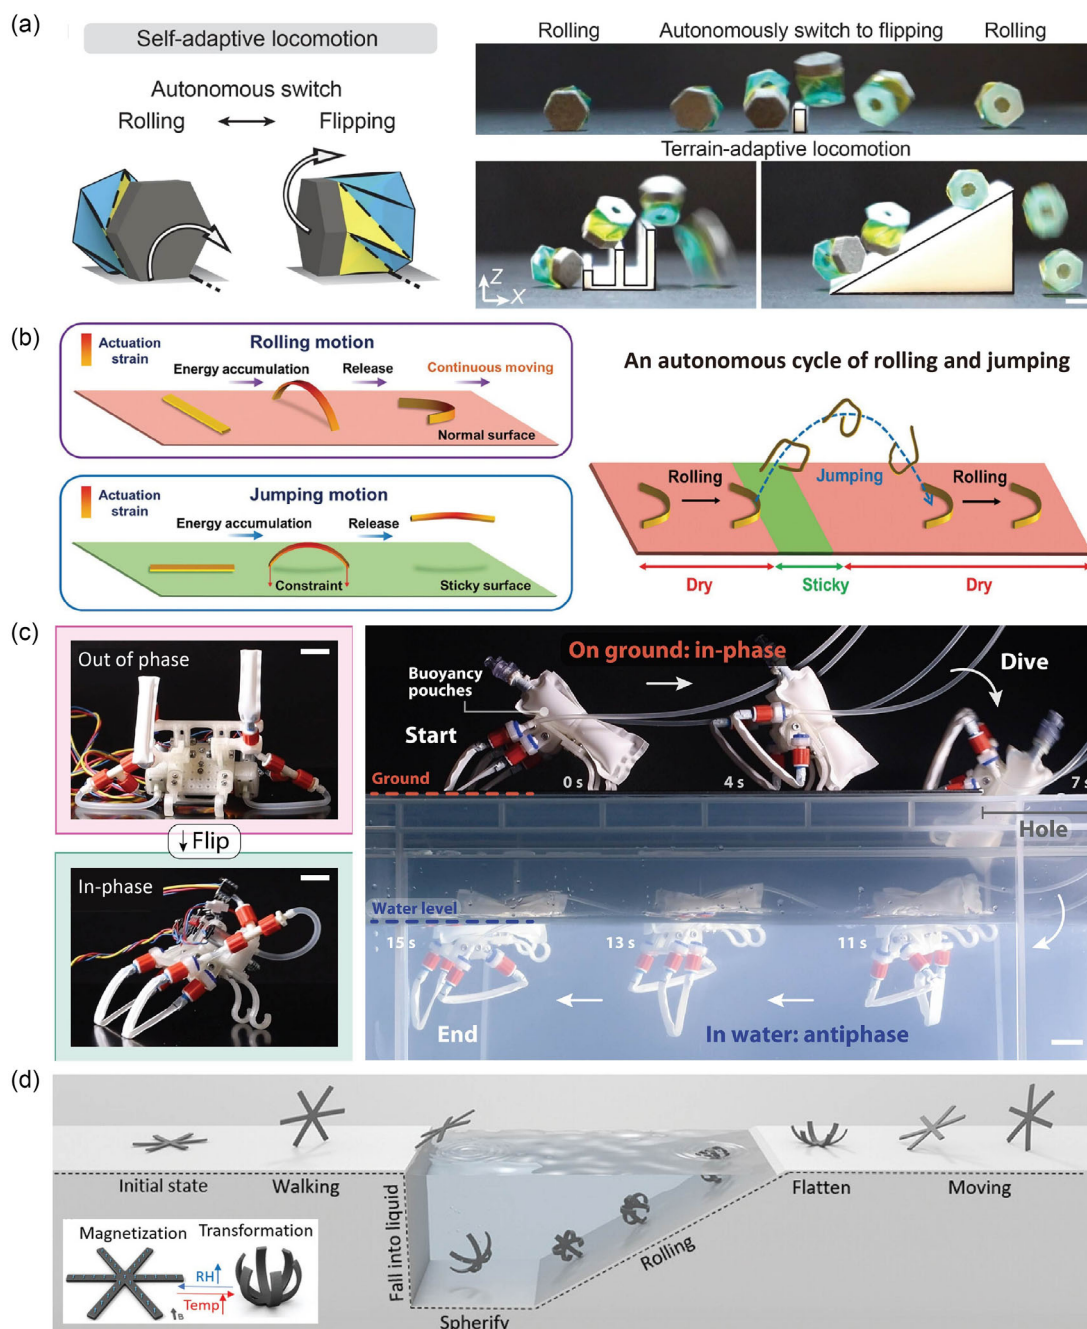 (a)
Self-adaptive locomotion
Autonomous switch
Rolling
Flipping
Rolling
Autonomously switch to flipping
Rolling
Terrain-adaptive locomotion
Z
X
(b)
Actuation
strain
Rolling motion
Energy accumulation
Release
Continuous moving
Normal surface
Actuation
strain
Jumping motion
Energy accumulation
Release
Constraint
Sticky surface
An autonomous cycle of rolling and jumping
Rolling
Jumping
Rolling
Dry
Sticky
Dry
(c)
Out of phase
↓ Flip
In-phase
On ground: in-phase
Buoyancy
pouches
Dive
Start
Ground
0 s
4 s
7 s
Hole
Water level
15 s
13 s
11 s
End
In water: antiphase
(d)
Initial state
Walking
Fall into liquid
Spherify
Rolling
Flatten
Moving
Magnetization
Transformation
RH↑
Temp↑
B